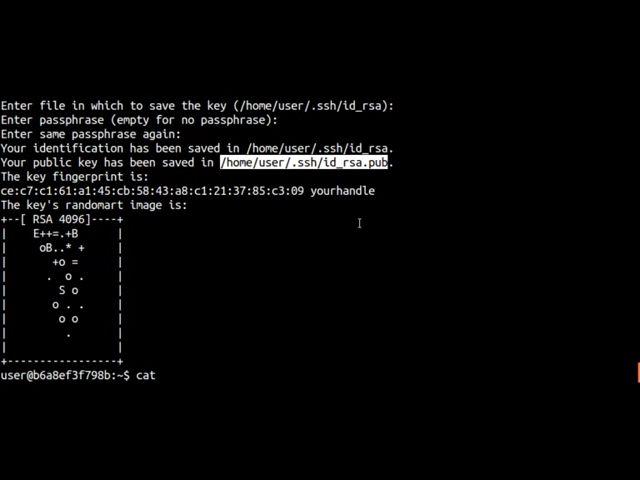 Enter file in which to save the key (/home/user/.ssh/id_rsa):
Enter passphrase (empty for no passphrase):
Enter same passphrase again:
Your identification has been saved in /home/user/.ssh/id_rsa.
Your public key has been saved in /home/user/.ssh/id_rsa.pub.
The key fingerprint is:
ce:c7:c1:61:a1:45:cb:58:43:a8:c1:21:37:85:c3:09 yourhandle
The key's randomart image is:
+--[ RSA 4096]----+
|    E++=.+B      |
|     oB..* +     |
|       +o =      |
|      .  o .     |
|        S o      |
|       o . .     |
|        o o      |
|         .       |
|                 |
+-----------------+
user@b6a8ef3f798b:~$ cat